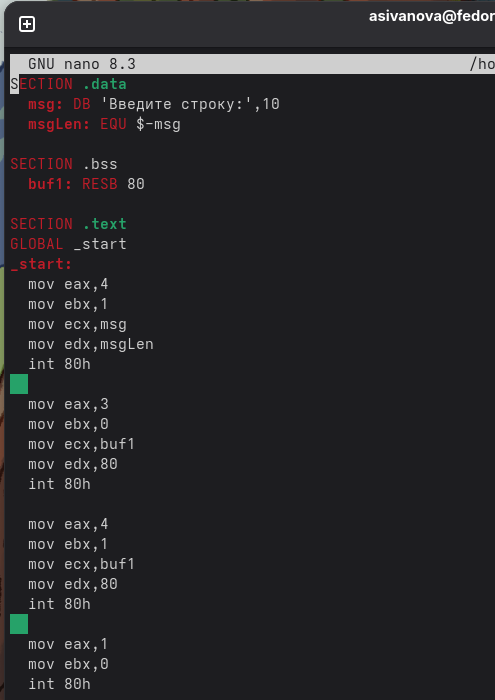 asivanova@fedor
GNU nano 8.3 /ho
SECTION .data
msg: DB 'Введите строку:',10
msgLen: EQU $-msg
SECTION .bss
buf1: RESB 80
SECTION .text
GLOBAL _start
_start:
mov eax,4
mov ebx,1
mov ecx,msg
mov edx,msgLen
int 80h
mov eax,3
mov ebx,0
mov ecx,buf1
mov edx,80
int 80h
mov eax,4
mov ebx,1
mov ecx,buf1
mov edx,80
int 80h
mov eax,1
mov ebx,0
int 80h